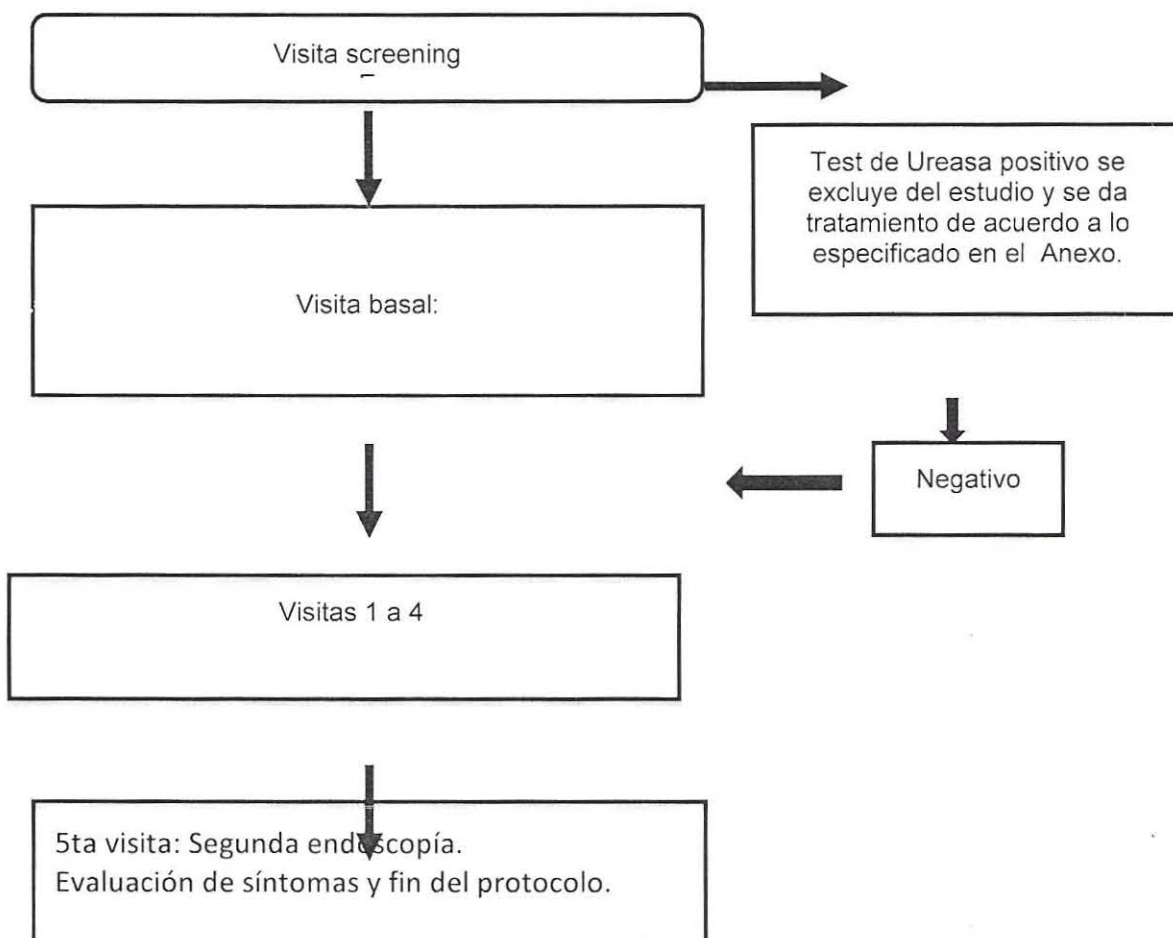 Visita screening
Test de Ureasa positivo se
excluye del estudio y se da
tratamiento de acuerdo a lo
especificado en el Anexo.
Visita basal:
Negativo
Visitas 1 a 4
5ta visita: Segunda endoscopía.
Evaluación de síntomas y fin del protocolo.